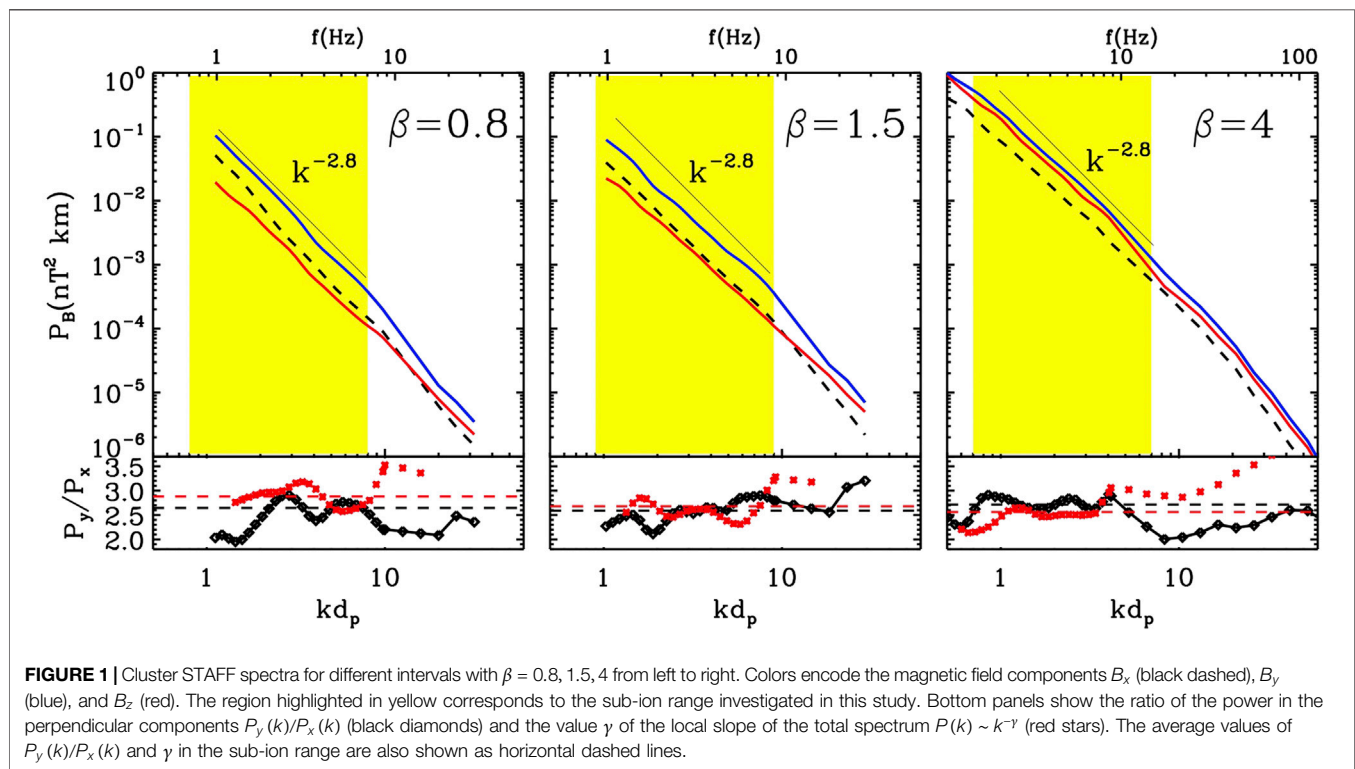 f(Hz) f(Hz) f(Hz)
1 10 1 10 10 100
P_B(nT² km)
10⁰
10⁻¹
10⁻²
10⁻³
10⁻⁴
10⁻⁵
10⁻⁶
β=0.8 β=1.5 β=4
k⁻²·⁸ k⁻²·⁸ k⁻²·⁸
P_y/P_x
3.5
3.0
2.5
2.0
1 10 1 10 1 10
kd_p kd_p kd_p
FIGURE 1 | Cluster STAFF spectra for different intervals with β = 0.8, 1.5, 4 from left to right. Colors encode the magnetic field components B_x (black dashed), B_y
(blue), and B_z (red). The region highlighted in yellow corresponds to the sub-ion range investigated in this study. Bottom panels show the ratio of the power in the
perpendicular components P_y (k)/P_x (k) (black diamonds) and the value γ of the local slope of the total spectrum P(k) ~ k^−γ (red stars). The average values of
P_y (k)/P_x (k) and γ in the sub-ion range are also shown as horizontal dashed lines.